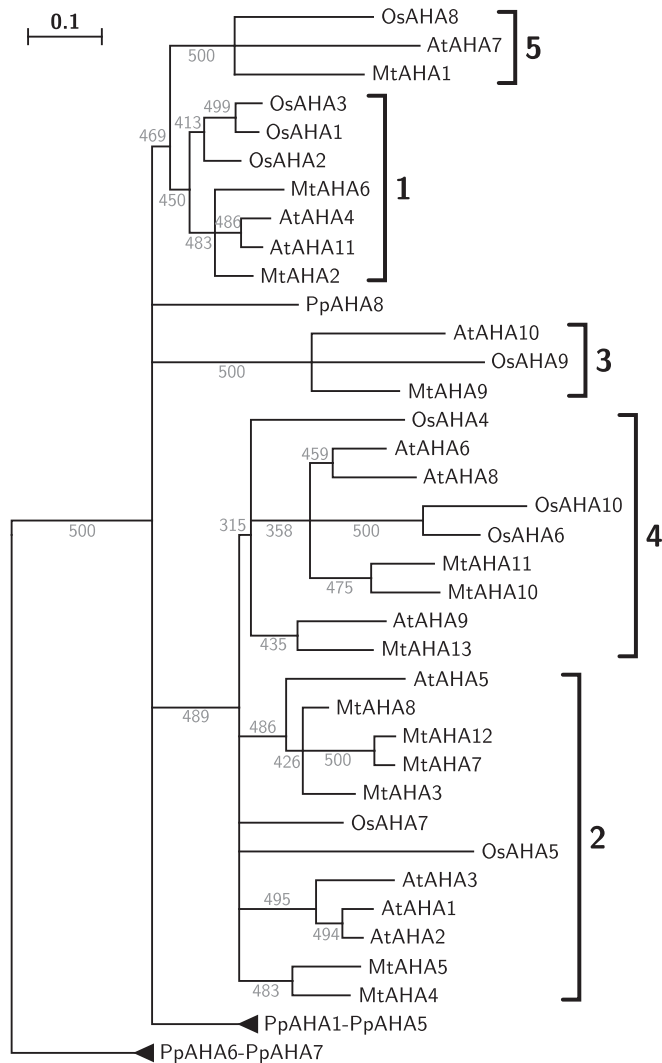 OsAHA8
0.1
AtAHA7
5
500
MtAHA1
OsAHA3
499
413
OsAHA1
469
OsAHA2
MtAHA6
1
450
AtAHA4
486
483
AtAHA11
MtAHA2
PpAHA8
AtAHA10
OsAHA9
3
500
MtAHA9
OsAHA4
AtAHA6
459
AtAHA8
OsAHA10
315
358
500
500
OsAHA6
4
MtAHA11
475
MtAHA10
AtAHA9
435
MtAHA13
AtAHA5
MtAHA8
489
486
MtAHA12
426
500
MtAHA7
MtAHA3
OsAHA7
2
OsAHA5
AtAHA3
495
AtAHA1
494
AtAHA2
MtAHA5
483
MtAHA4
PpAHA1-PpAHA5
PpAHA6-PpAHA7